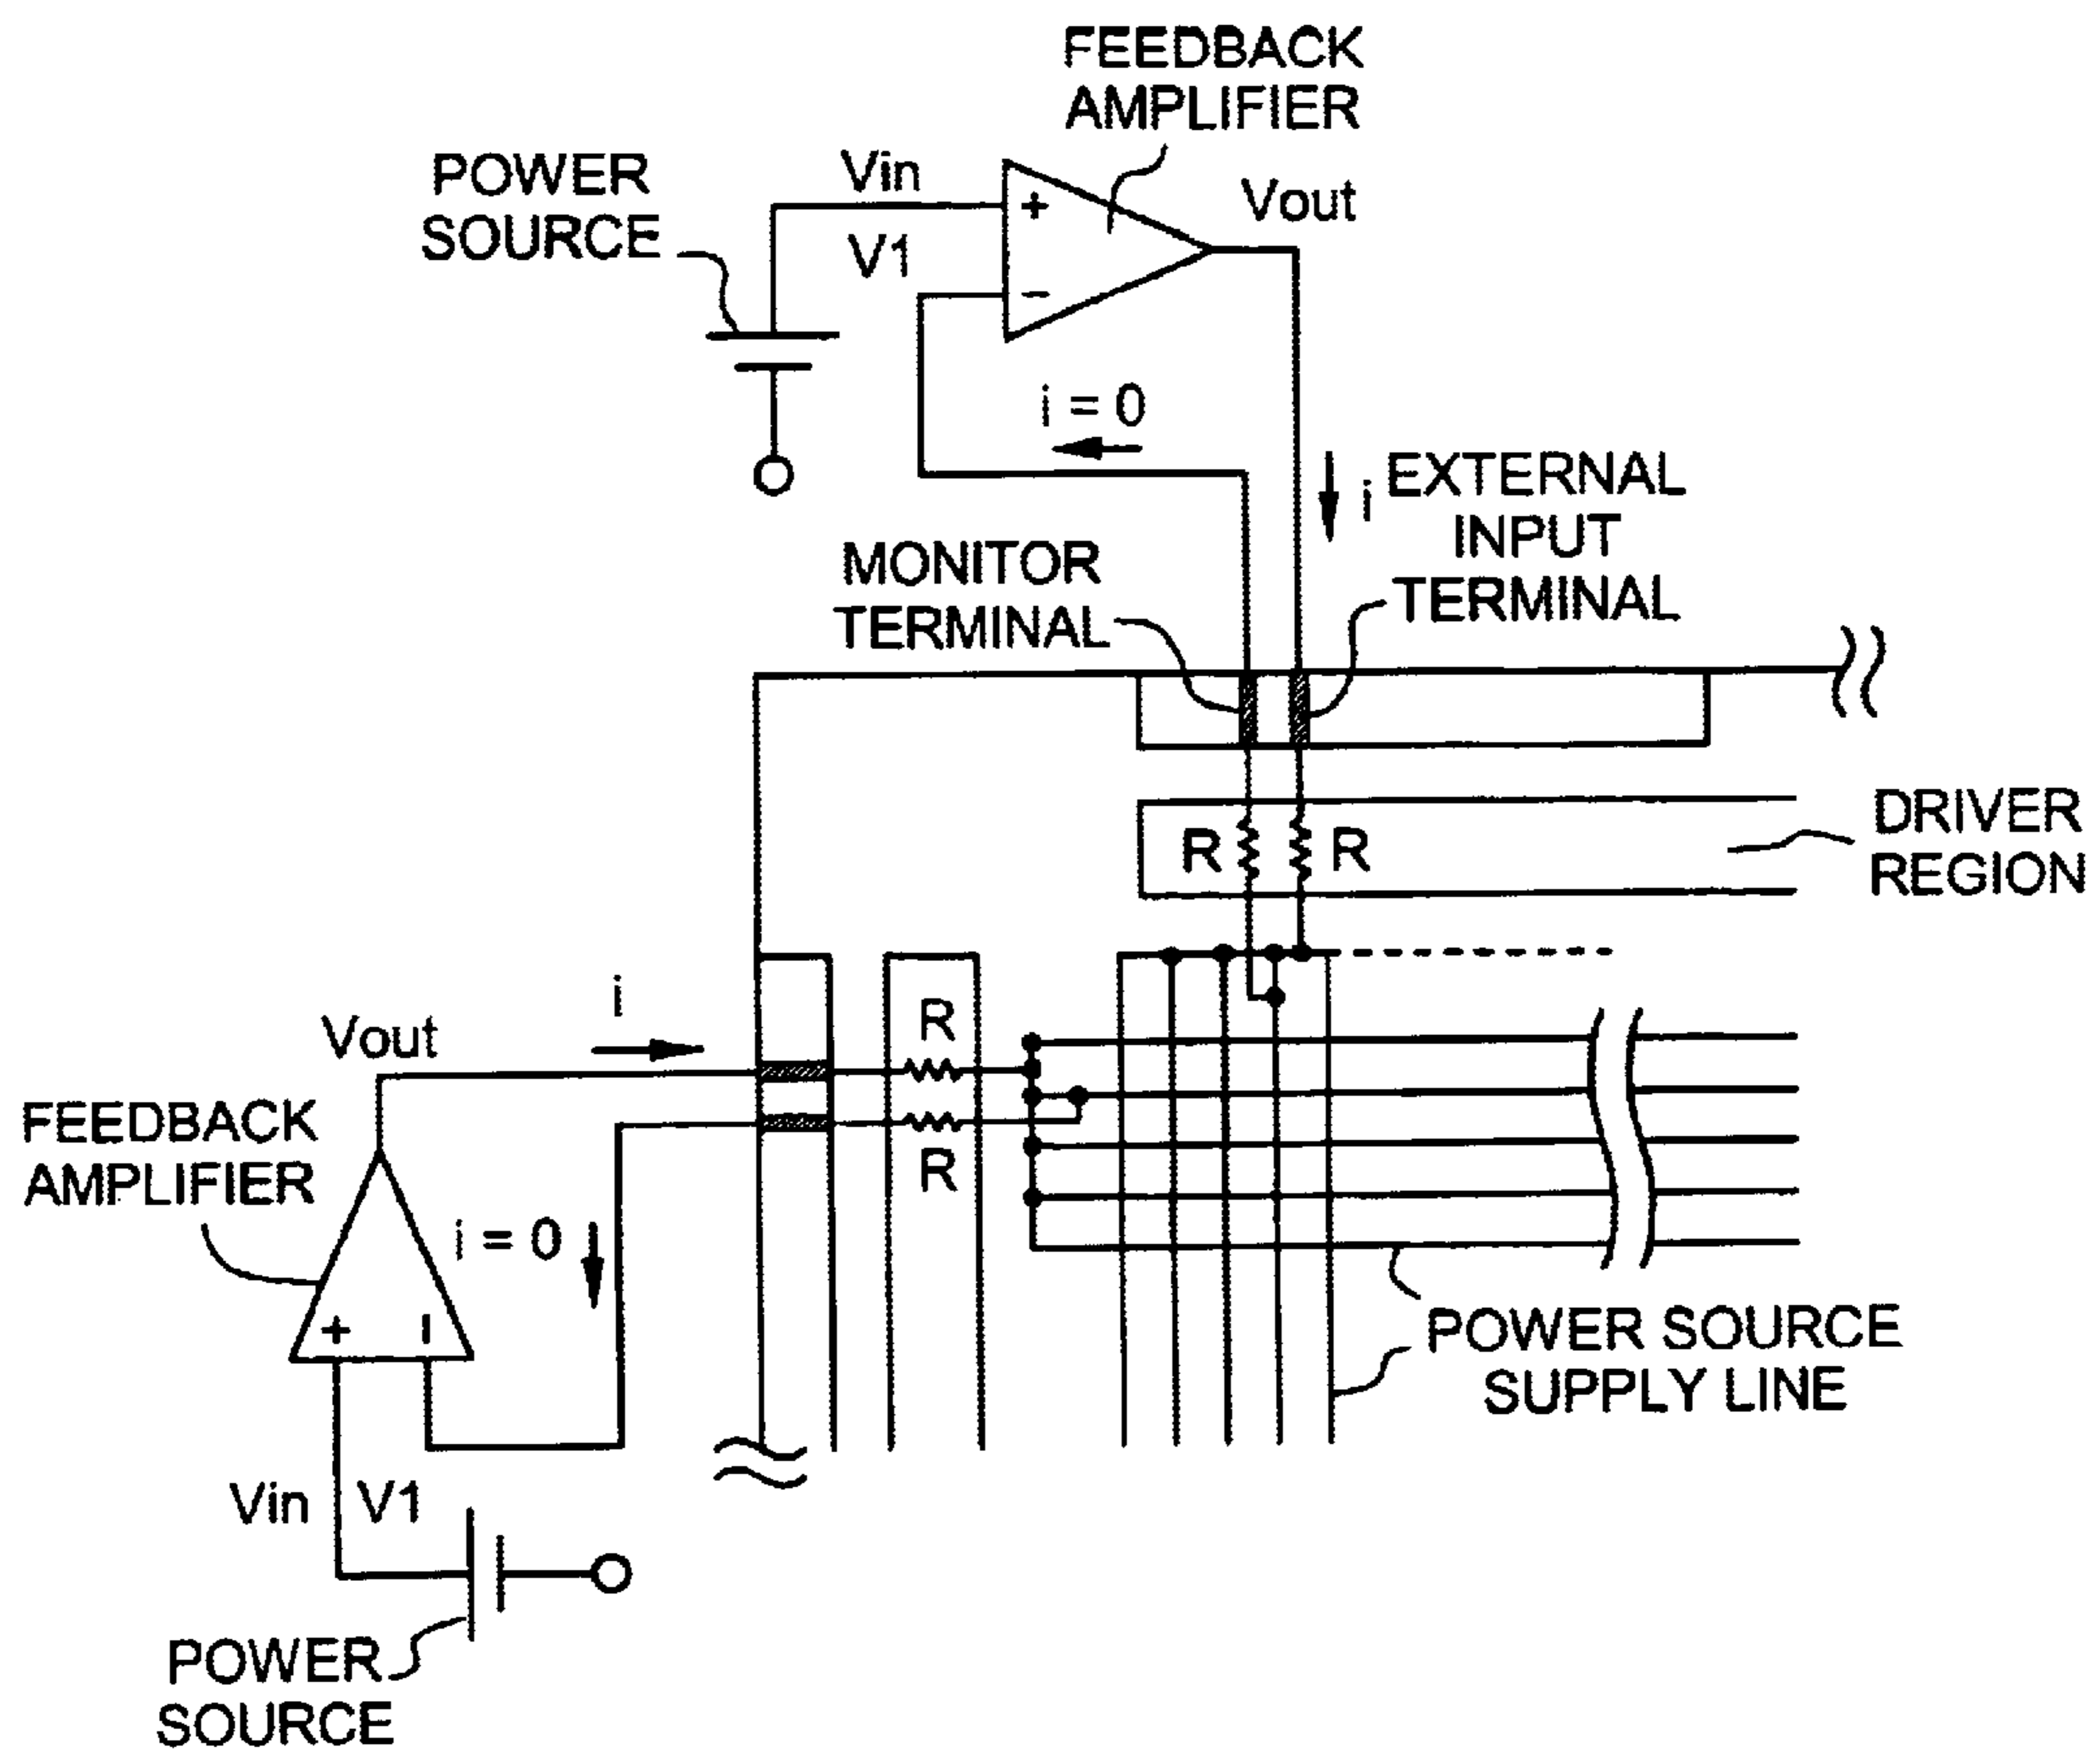 FEEDBACK
AMPLIFIER
POWER
SOURCE
Vin
V1
+
−
Vout
i = 0
i
EXTERNAL
INPUT
TERMINAL
MONITOR
TERMINAL
R
R
DRIVER
REGION
i
Vout
R
R
FEEDBACK
AMPLIFIER
i = 0
+
−
POWER SOURCE
SUPPLY LINE
Vin
V1
POWER
SOURCE